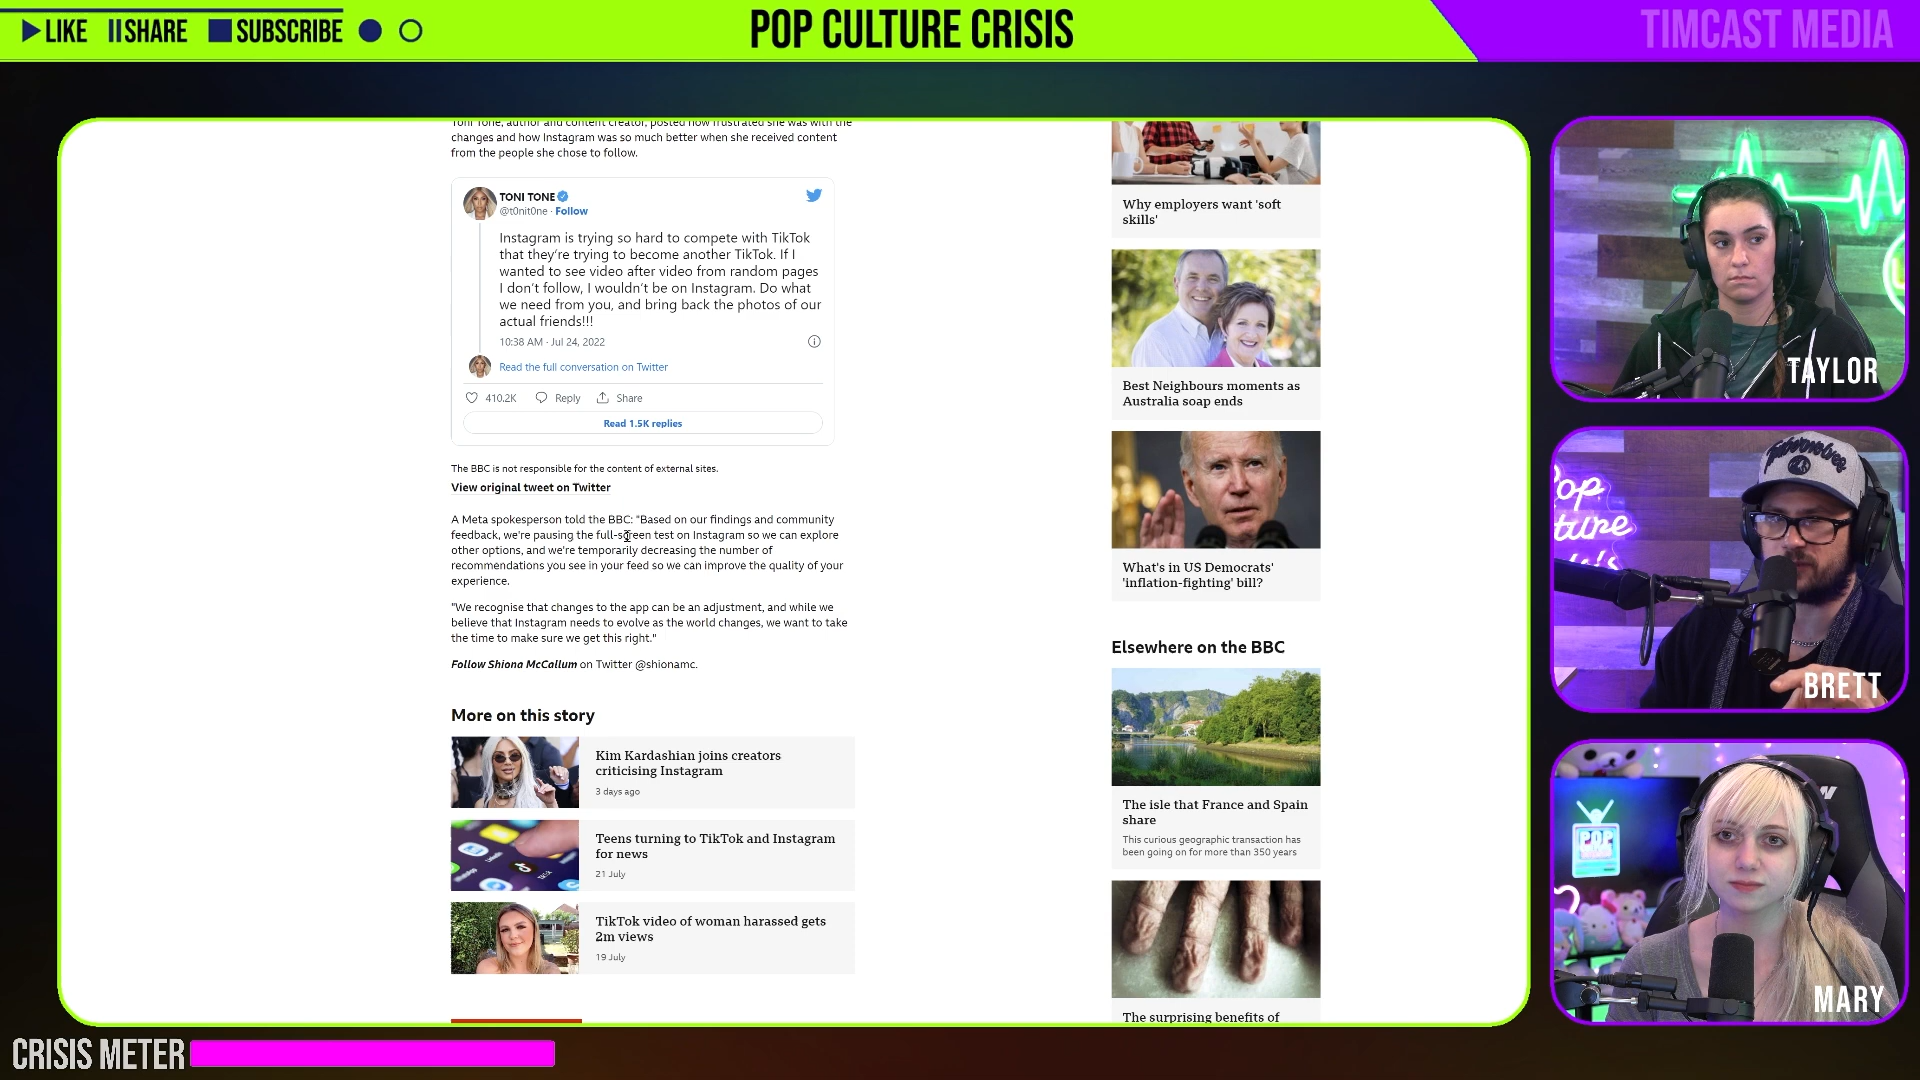 LIKE SHARE SUBSCRIBE
POP CULTURE CRISIS
TIMCAST MEDIA
Toni Tone, author and content creator, posted how frustrated she was with the
changes and how Instagram was so much better when she received content
from the people she chose to follow.
TONI TONE
@t0nit0ne · Follow
Instagram is trying so hard to compete with TikTok
that they're trying to become another TikTok. If I
wanted to see video after video from random pages
I don't follow, I wouldn't be on Instagram. Do what
we need from you, and bring back the photos of our
actual friends!!!
10:38 AM · Jul 24, 2022
Read the full conversation on Twitter
410.2K Reply Share
Read 1.5K replies
The BBC is not responsible for the content of external sites.
View original tweet on Twitter
A Meta spokesperson told the BBC: "Based on our findings and community
feedback, we're pausing the full-screen test on Instagram so we can explore
other options, and we're temporarily decreasing the number of
recommendations you see in your feed so we can improve the quality of your
experience.
"We recognise that changes to the app can be an adjustment, and while we
believe that Instagram needs to evolve as the world changes, we want to take
the time to make sure we get this right."
Follow Shiona McCallum on Twitter @shionamc.
More on this story
Kim Kardashian joins creators
criticising Instagram
3 days ago
Teens turning to TikTok and Instagram
for news
21 July
TikTok video of woman harassed gets
2m views
19 July
Why employers want 'soft
skills'
Best Neighbours moments as
Australia soap ends
What's in US Democrats'
'inflation-fighting' bill?
Elsewhere on the BBC
The isle that France and Spain
share
This curious geographic transaction has
been going on for more than 350 years
The surprising benefits of
TAYLOR
BRETT
MARY
CRISIS METER